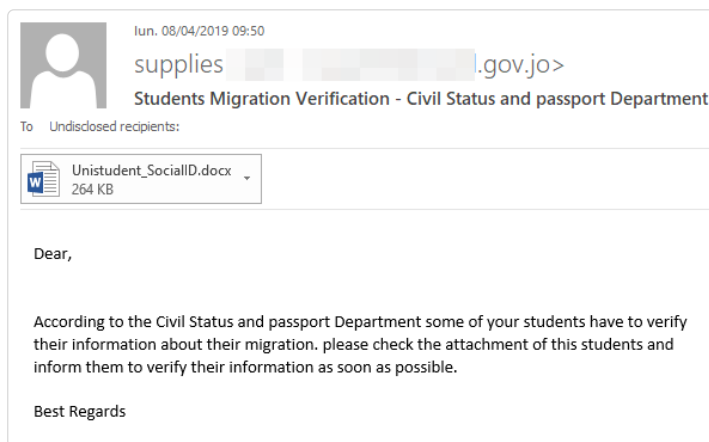 lun. 08/04/2019 09:50
supplies .gov.jo>
Students Migration Verification - Civil Status and passport Department
To Undisclosed recipients:
Unistudent_SocialID.docx
264 KB
Dear,
According to the Civil Status and passport Department some of your students have to verify
their information about their migration. please check the attachment of this students and
inform them to verify their information as soon as possible.
Best Regards